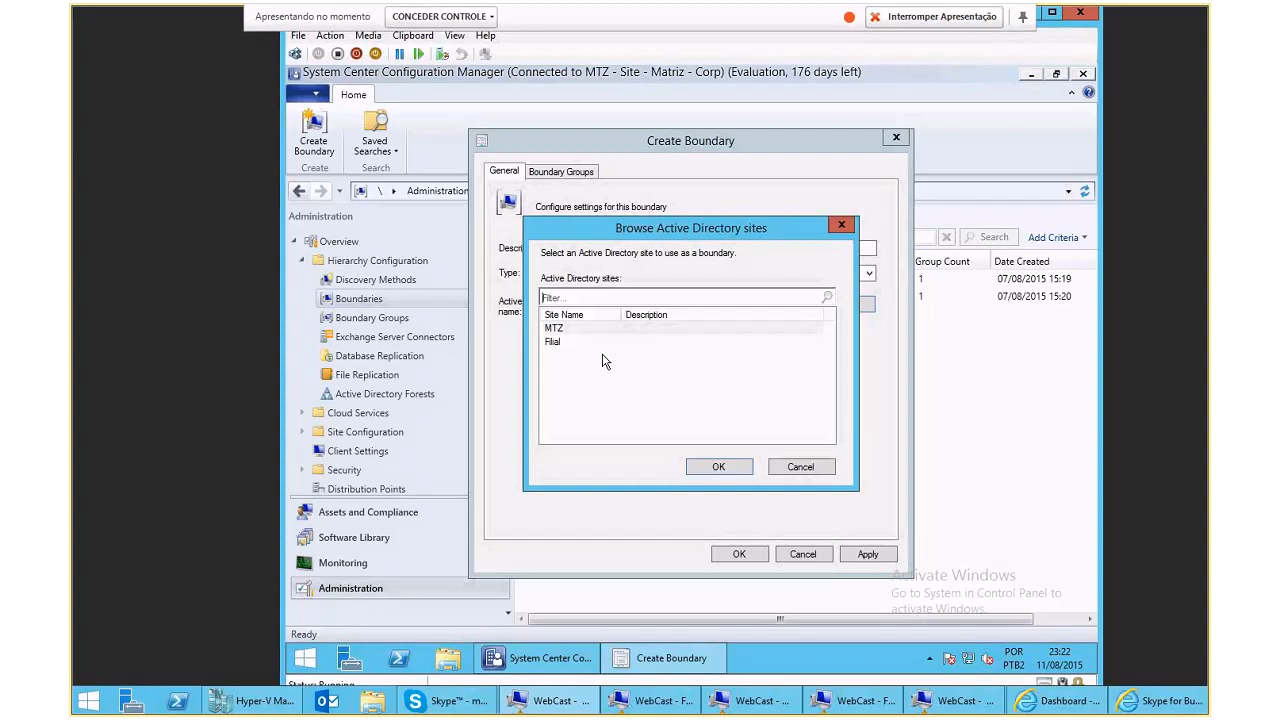 Apresentando no momento
CONCEDER CONTROLE
Interromper Apresentação
File Action Media Clipboard View Help
System Center Configuration Manager (Connected to MTZ - Site - Matriz - Corp) (Evaluation, 176 days left)
Home
Create Boundary
Saved Searches
Create
Search
\ Administration
Administration
Overview
Hierarchy Configuration
Discovery Methods
Boundaries
Boundary Groups
Exchange Server Connectors
Database Replication
File Replication
Active Directory Forests
Cloud Services
Site Configuration
Client Settings
Security
Distribution Points
Assets and Compliance
Software Library
Monitoring
Administration
Search
Add Criteria
Group Count Date Created
1 07/08/2015 15:19
1 07/08/2015 15:20
Create Boundary
General
Boundary Groups
Configure settings for this boundary
Descri
Type:
Active
name:
Browse Active Directory sites
Select an Active Directory site to use as a boundary.
Active Directory sites:
Filter...
Site Name Description
MTZ
Filial
OK Cancel
OK Cancel Apply
Activate Windows
Go to System in Control Panel to
activate Windows.
Ready
System Center Co...
Create Boundary
POR
PTB2
23:22
11/08/2015
Status: Running
Hyper-V Ma...
Skype™ - m...
WebCast - ...
WebCast - F...
WebCast - ...
WebCast - F...
WebCast - ...
Dashboard -...
Skype for Bu...